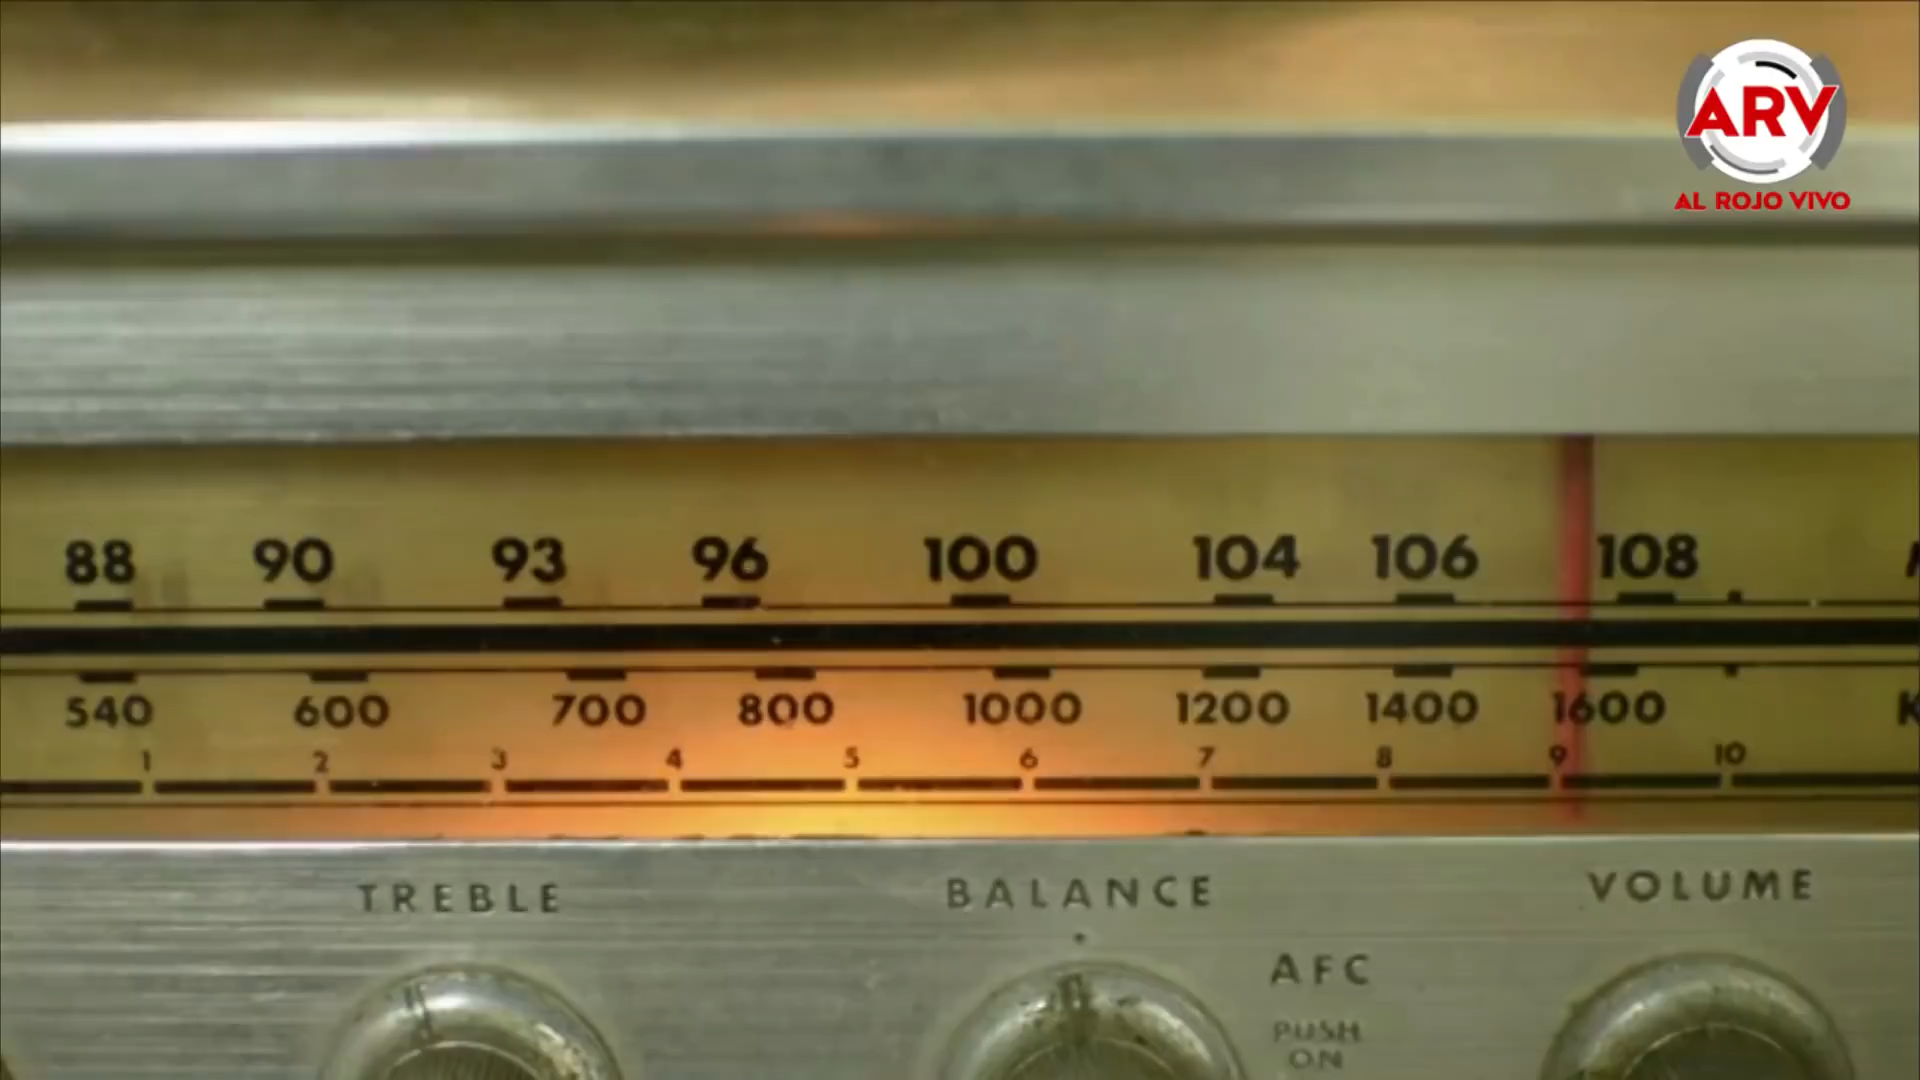 ARV
AL ROJO VIVO
88 90 93 96 100 104 106 108
540 600 700 800 1000 1200 1400 1600
1 2 3 4 5 6 7 8 9 10
TREBLE BALANCE VOLUME
AFC
PUSH
ON